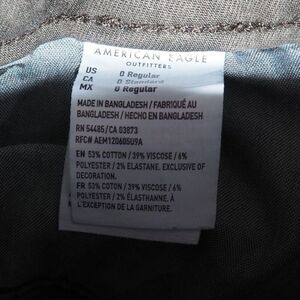 AMERICAN EAGLE
OUTFITTERS
US 0 Regular
CA 0 Standard
MX 0 Regular
MADE IN BANGLADESH / FABRIQUÉ AU
BANGLADESH / HECHO EN BANGLADESH
RN 54485/CA 03873
RFC# AEM120605U9A
EN 53% COTTON / 39% VISCOSE / 6%
POLYESTER / 2% ELASTANE, EXCLUSIVE OF
DECORATION.
FR 53% COTON / 39% VISCOSE / 6%
POLYESTER / 2% ÉLASTHANNE, À
L'EXCEPTION DE LA GARNITURE.